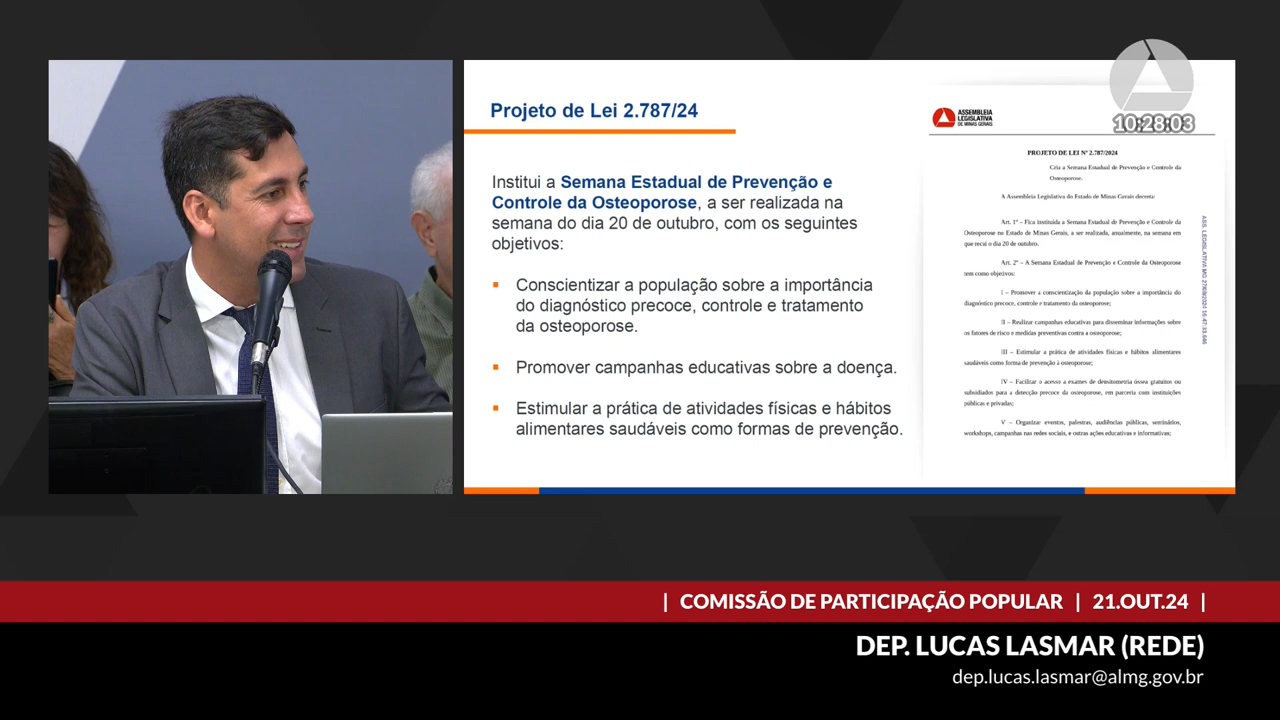 Projeto de Lei 2.787/24
Institui a Semana Estadual de Prevenção e
Controle da Osteoporose, a ser realizada na
semana do dia 20 de outubro, com os seguintes
objetivos:
▪ Conscientizar a população sobre a importância
do diagnóstico precoce, controle e tratamento
da osteoporose.
▪ Promover campanhas educativas sobre a doença.
▪ Estimular a prática de atividades físicas e hábitos
alimentares saudáveis como formas de prevenção.
ASSEMBLEIA
LEGISLATIVA
DE MINAS GERAIS
10:28:03
PROJETO DE LEI Nº 2.787/2024
Cria a Semana Estadual de Prevenção e Controle da
Osteoporose.
A Assembleia Legislativa do Estado de Minas Gerais decreta:
Art. 1º – Fica instituída a Semana Estadual de Prevenção e Controle da
Osteoporose no Estado de Minas Gerais, a ser realizada, anualmente, na semana em
que recai o dia 20 de outubro.
Art. 2º – A Semana Estadual de Prevenção e Controle da Osteoporose
tem como objetivos:
I – Promover a conscientização da população sobre a importância do
diagnóstico precoce, controle e tratamento da osteoporose;
II – Realizar campanhas educativas para disseminar informações sobre
os fatores de risco e medidas preventivas contra a osteoporose;
III – Estimular a prática de atividades físicas e hábitos alimentares
saudáveis como forma de prevenção à osteoporose;
IV – Facilitar o acesso a exames de densitometria óssea gratuitos ou
subsidiados para a detecção precoce da osteoporose, em parceria com instituições
públicas e privadas;
V – Organizar eventos, palestras, audiências públicas, seminários,
workshops, campanhas nas redes sociais, e outras ações educativas e informativas;
| COMISSÃO DE PARTICIPAÇÃO POPULAR | 21.OUT.24 |
DEP. LUCAS LASMAR (REDE)
dep.lucas.lasmar@almg.gov.br